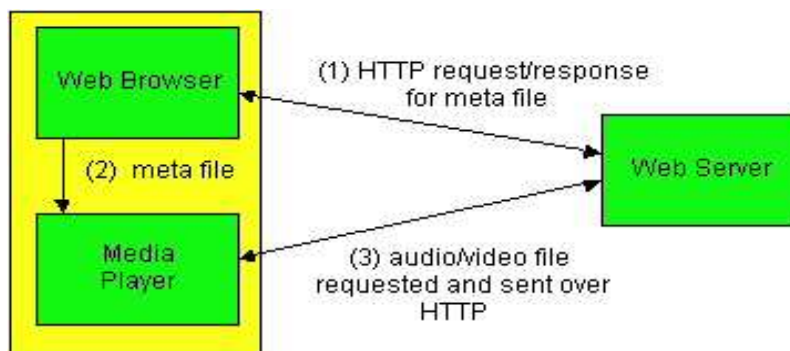 Web Browser
(1) HTTP request/response
for meta file
(2) meta file
Web Server
Media
Player
(3) audio/video file
requested and sent over
HTTP